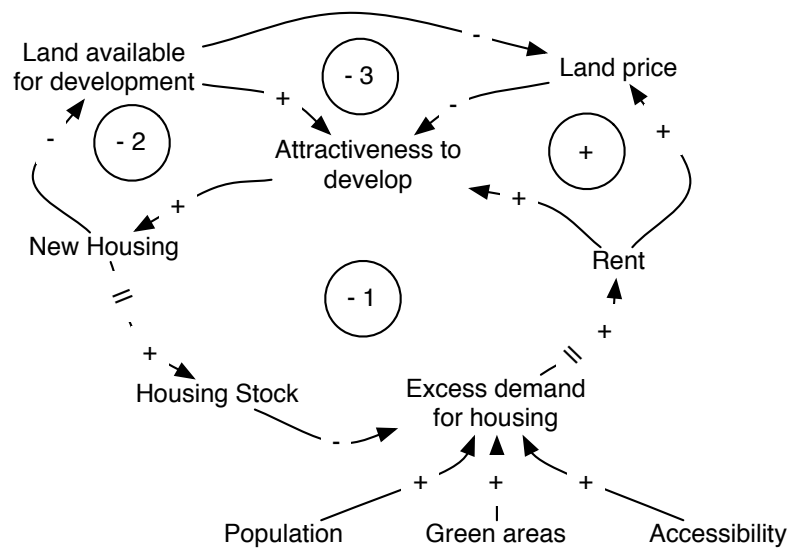 Land available
for development
-
Land price
- 3
+
-
- 2
-
Attractiveness to
develop
+
+
+
+
New Housing
Rent
- 1
||
+
+
||
Housing Stock
Excess demand
for housing
-
+
+
+
Population
Green areas
Accessibility